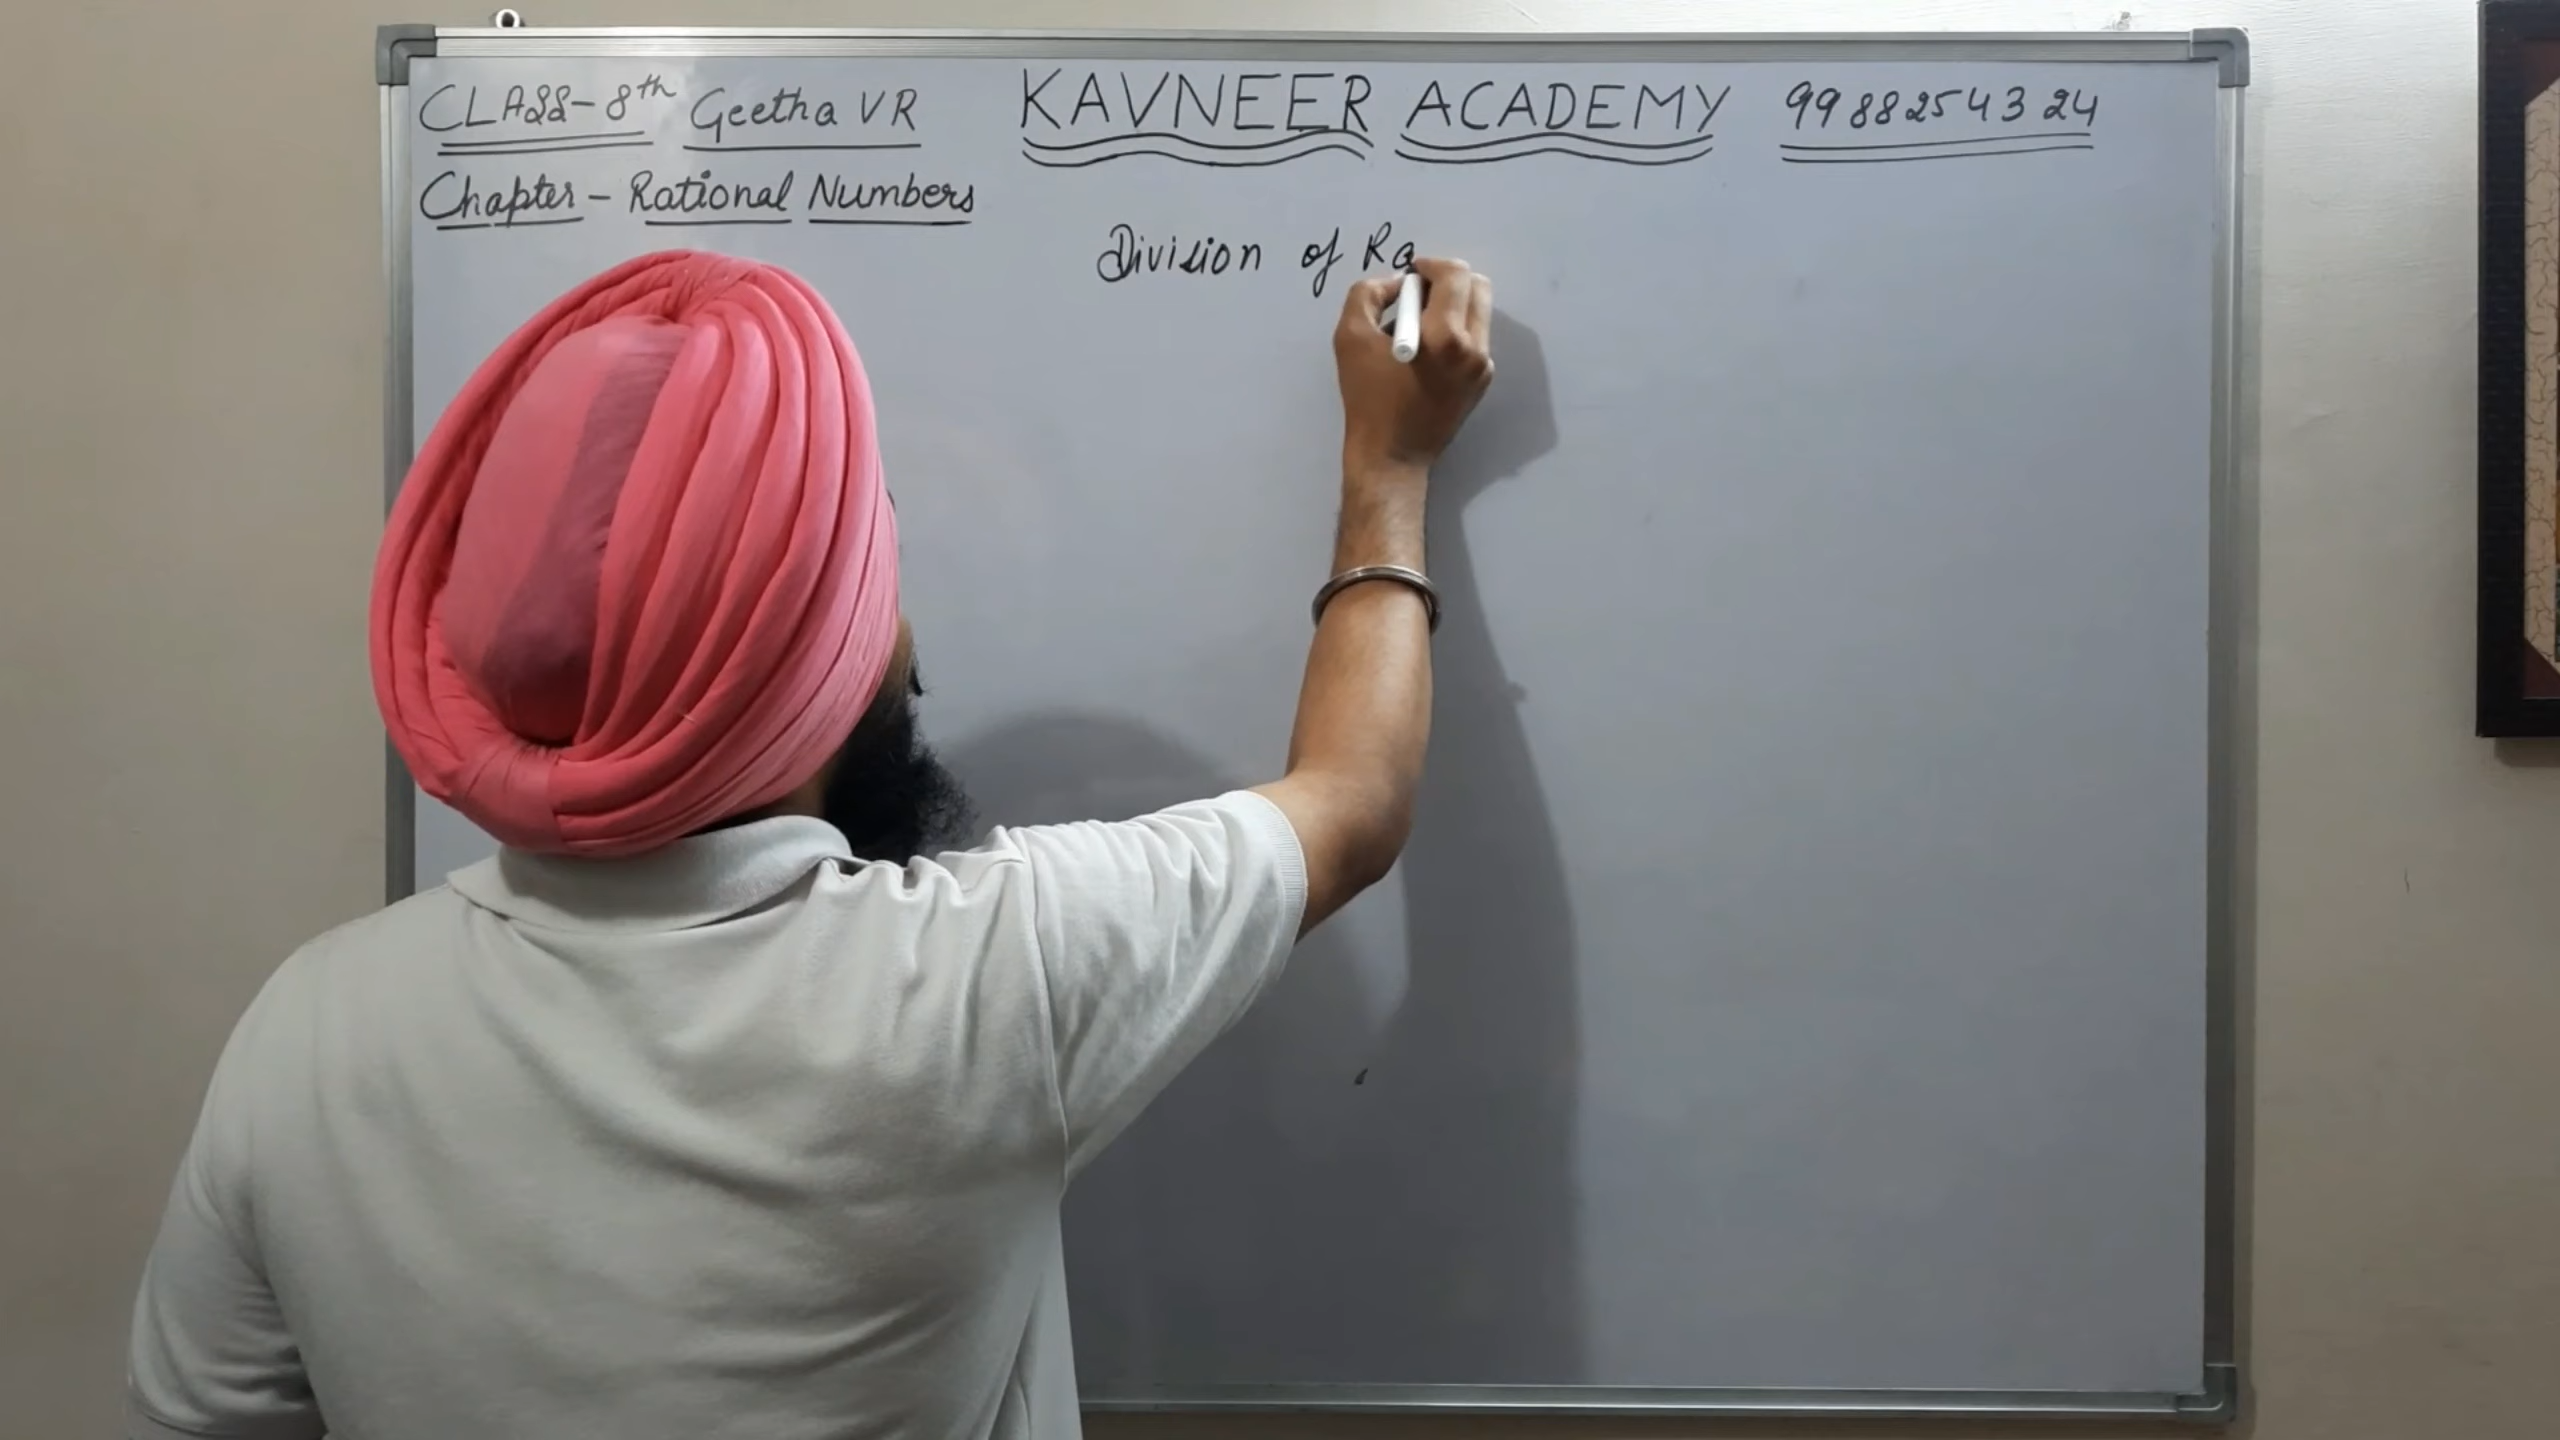 CLASS-8th Geetha VR KAVNEER ACADEMY 9988254324
Chapter - Rational Numbers
Division of Ra